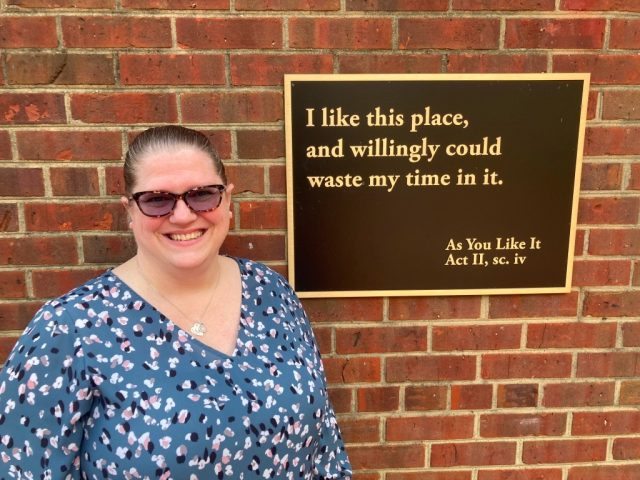 I like this place,
and willingly could
waste my time in it.
As You Like It
Act II, sc. iv